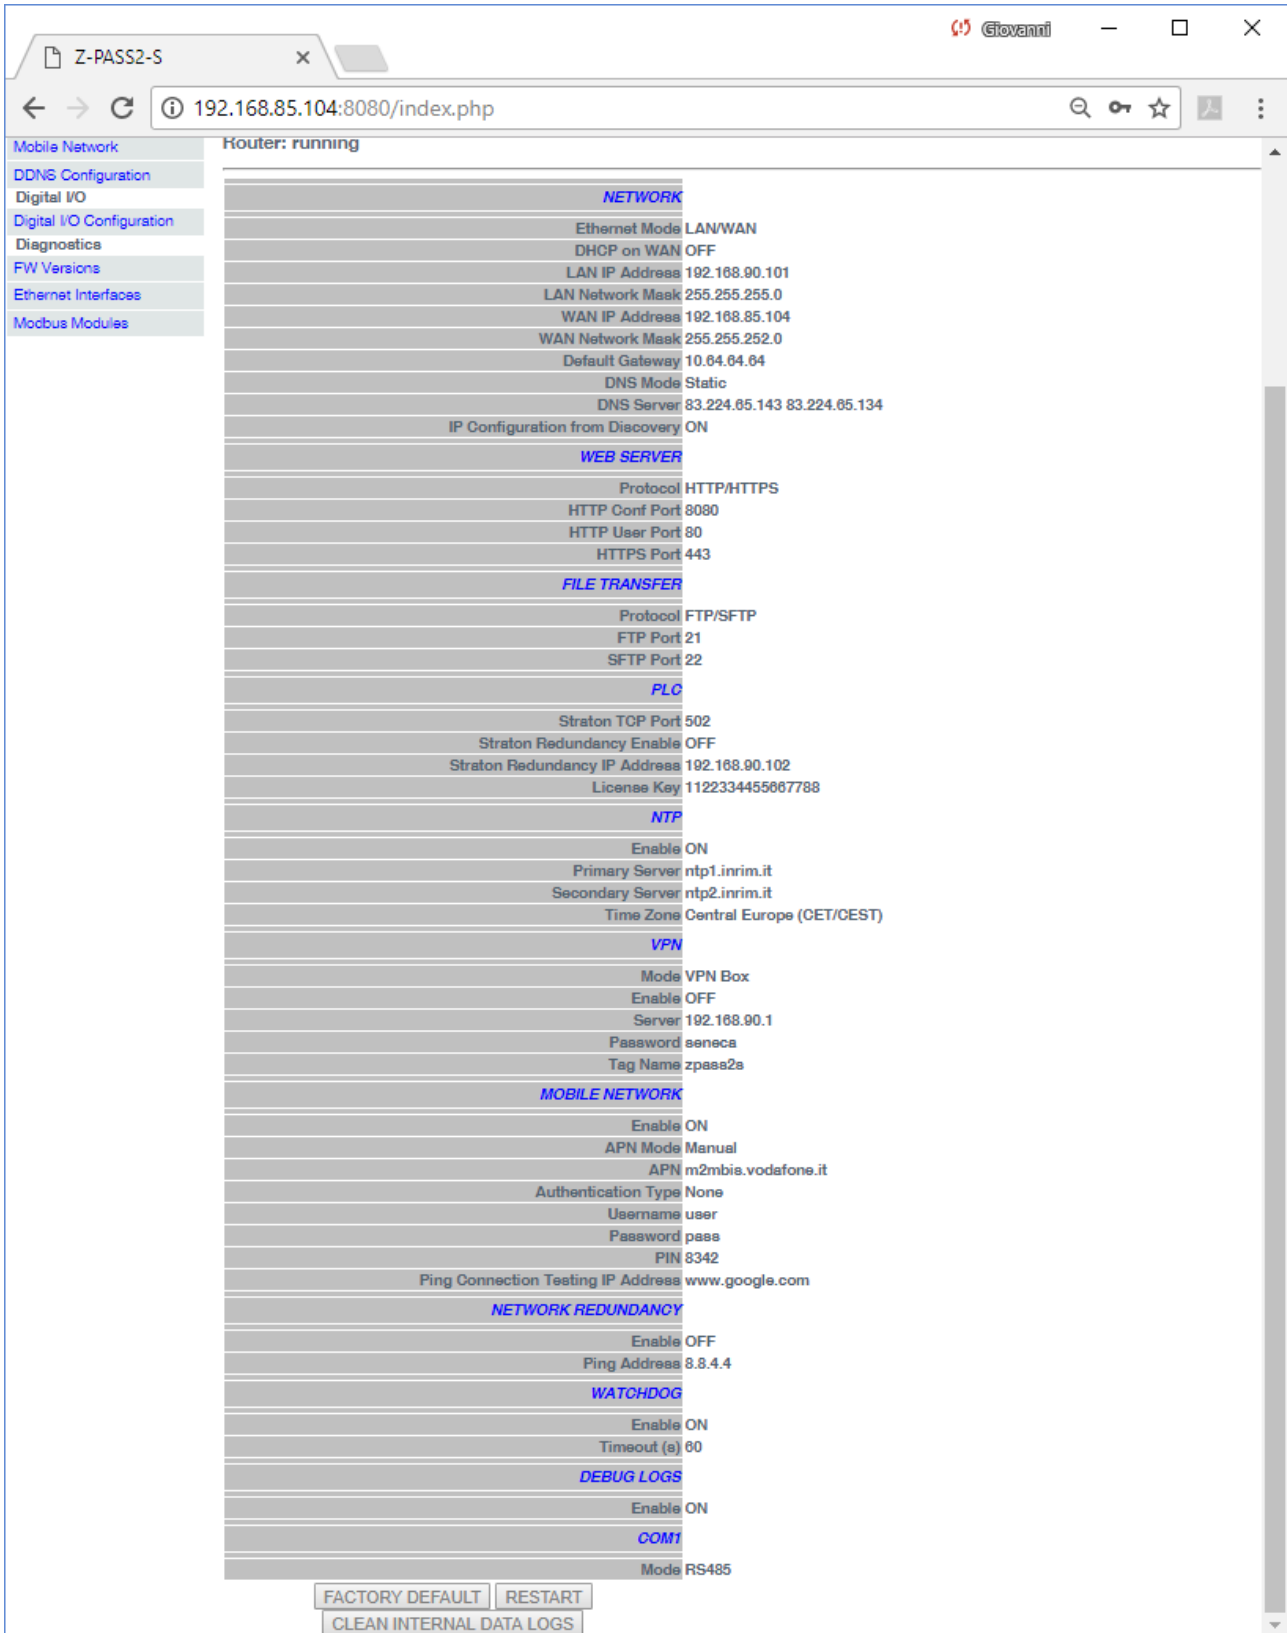 Giovanni
Z-PASS2-S
192.168.85.104:8080/index.php
Mobile Network
DDNS Configuration
Digital I/O
Digital I/O Configuration
Diagnostics
FW Versions
Ethernet Interfaces
Modbus Modules
Router: running
NETWORK
Ethernet Mode LAN/WAN
DHCP on WAN OFF
LAN IP Address 192.168.90.101
LAN Network Mask 255.255.255.0
WAN IP Address 192.168.85.104
WAN Network Mask 255.255.252.0
Default Gateway 10.64.64.64
DNS Mode Static
DNS Server 83.224.65.143 83.224.65.134
IP Configuration from Discovery ON
WEB SERVER
Protocol HTTP/HTTPS
HTTP Conf Port 8080
HTTP User Port 80
HTTPS Port 443
FILE TRANSFER
Protocol FTP/SFTP
FTP Port 21
SFTP Port 22
PLC
Straton TCP Port 502
Straton Redundancy Enable OFF
Straton Redundancy IP Address 192.168.90.102
License Key 1122334455667788
NTP
Enable ON
Primary Server ntp1.inrim.it
Secondary Server ntp2.inrim.it
Time Zone Central Europe (CET/CEST)
VPN
Mode VPN Box
Enable OFF
Server 192.168.90.1
Password seneca
Tag Name zpass2s
MOBILE NETWORK
Enable ON
APN Mode Manual
APN m2mbis.vodafone.it
Authentication Type None
Username user
Password pass
PIN 8342
Ping Connection Testing IP Address www.google.com
NETWORK REDUNDANCY
Enable OFF
Ping Address 8.8.4.4
WATCHDOG
Enable ON
Timeout (s) 60
DEBUG LOGS
Enable ON
COM1
Mode RS485
FACTORY DEFAULT RESTART
CLEAN INTERNAL DATA LOGS